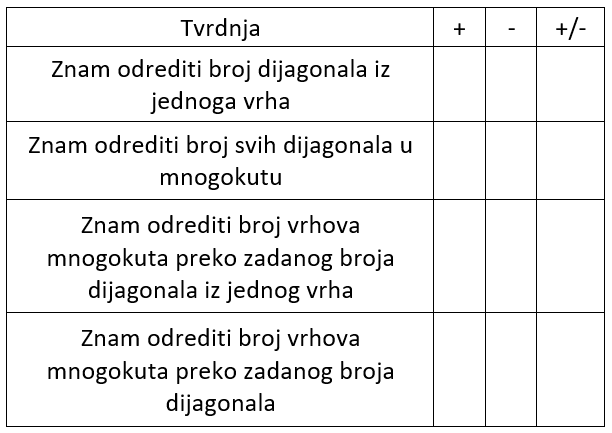 Tvrdnja + - +/-
Znam odrediti broj dijagonala iz
jednoga vrha
Znam odrediti broj svih dijagonala u
mnogokutu
Znam odrediti broj vrhova
mnogokuta preko zadanog broja
dijagonala iz jednog vrha
Znam odrediti broj vrhova
mnogokuta preko zadanog broja
dijagonala